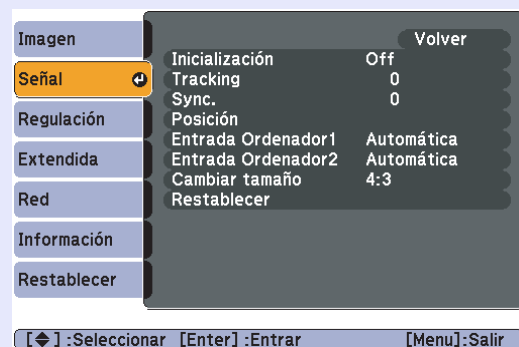 Imagen
Señal
Regulación
Extendida
Red
Información
Restablecer
Volver
Inicialización Off
Tracking 0
Sync. 0
Posición
Entrada Ordenador1 Automática
Entrada Ordenador2 Automática
Cambiar tamaño 4:3
Restablecer
[◆] :Seleccionar [Enter] :Entrar [Menu]:Salir